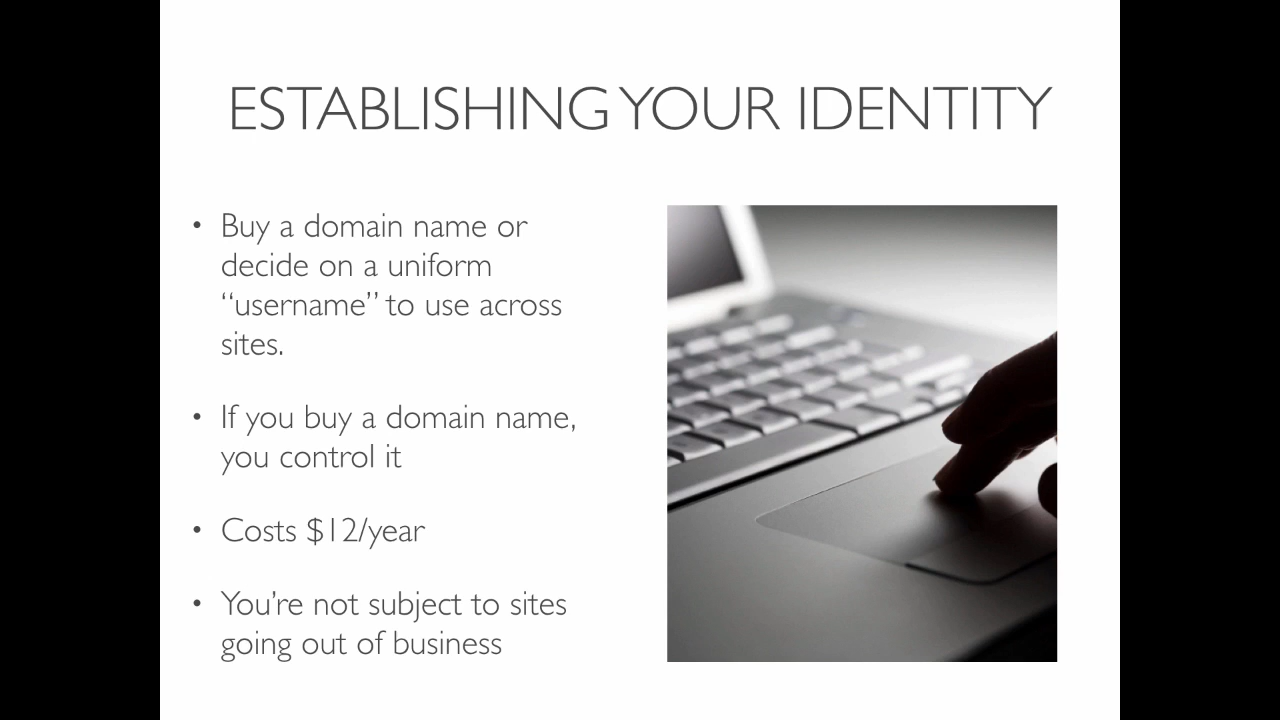 ESTABLISHING YOUR IDENTITY
• Buy a domain name or
decide on a uniform
“username” to use across
sites.
• If you buy a domain name,
you control it
• Costs $12/year
• You’re not subject to sites
going out of business